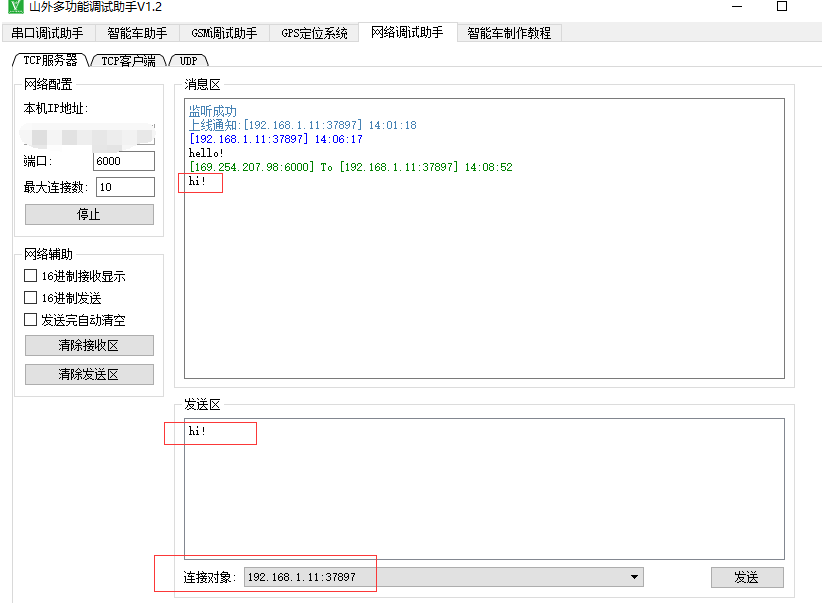 山外多功能调试助手V1.2
串口调试助手 智能车助手 GSM调试助手 GPS定位系统 网络调试助手 智能车制作教程
TCP服务器 TCP客户端 UDP
网络配置
本机IP地址:
端口: 6000
最大连接数: 10
停止
网络辅助
16进制接收显示
16进制发送
发送完自动清空
清除接收区
清除发送区
消息区
监听成功
上线通知:[192.168.1.11:37897] 14:01:18
[192.168.1.11:37897] 14:06:17
hello!
[169.254.207.98:6000] To [192.168.1.11:37897] 14:08:52
hi!
发送区
hi!
连接对象: 192.168.1.11:37897 发送